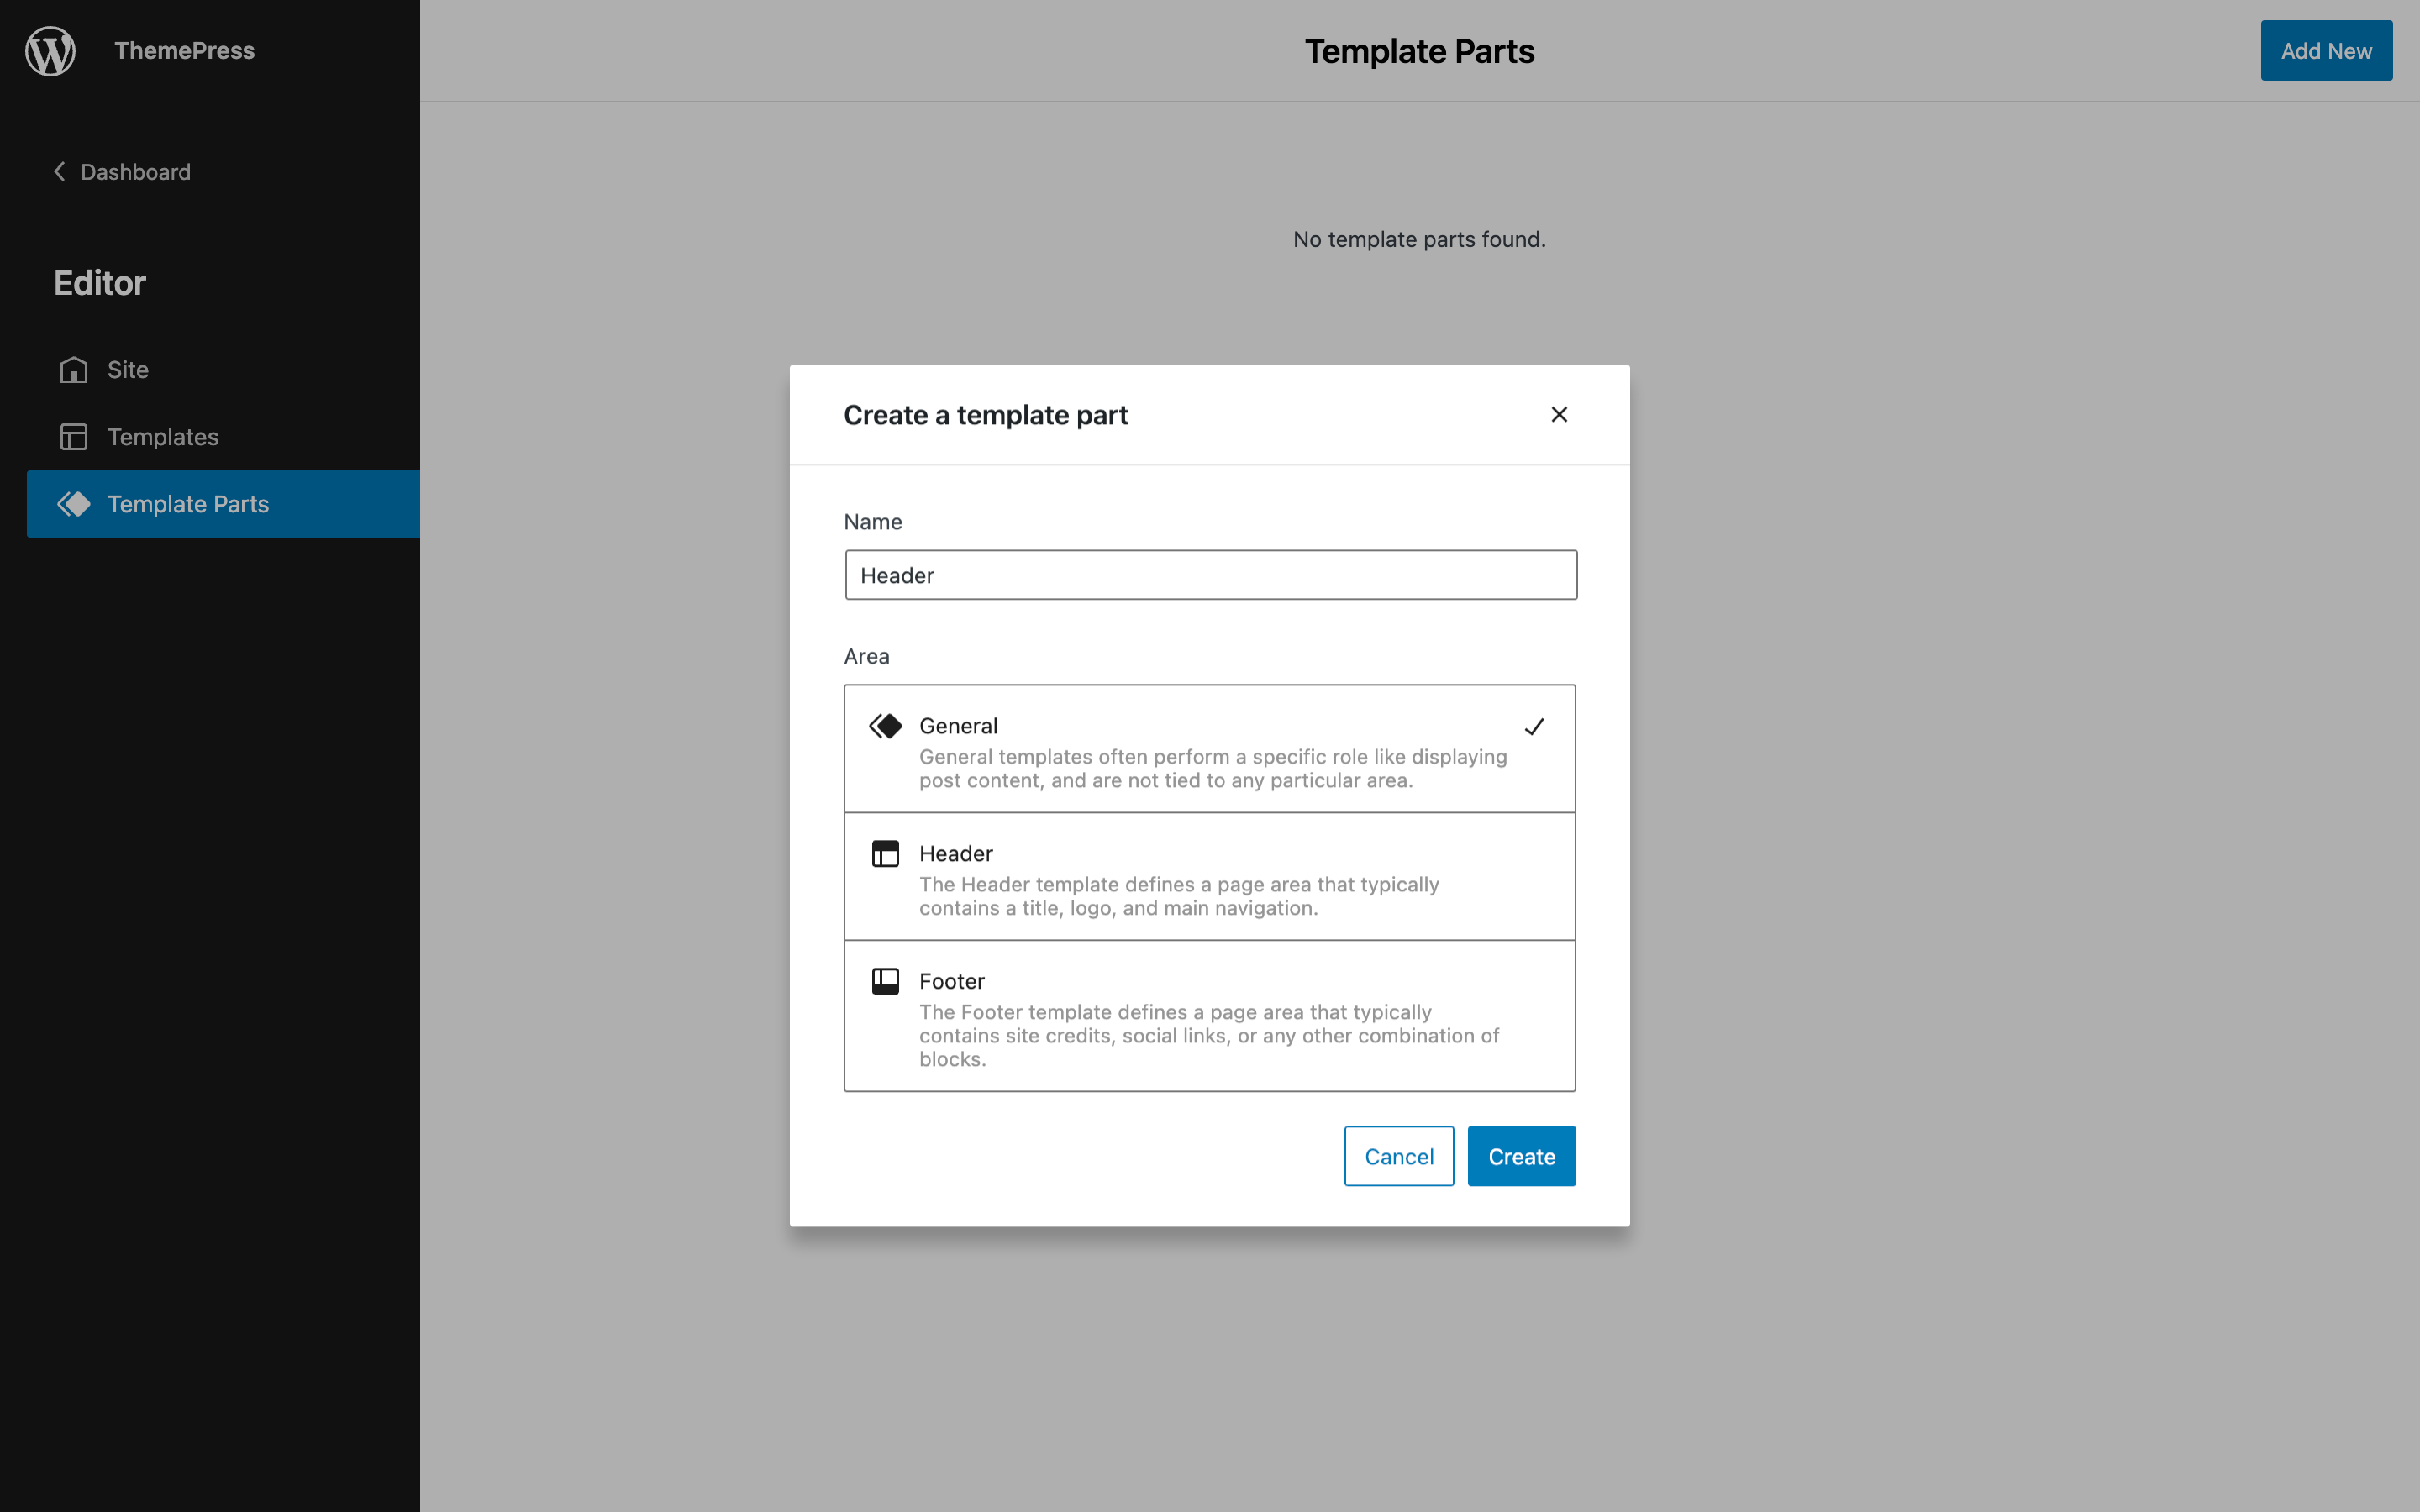 ThemePress
Template Parts
Add New
Dashboard
No template parts found.
Editor
Site
Templates
Template Parts
Create a template part
Name
Header
Area
General
General templates often perform a specific role like displaying
post content, and are not tied to any particular area.
Header
The Header template defines a page area that typically
contains a title, logo, and main navigation.
Footer
The Footer template defines a page area that typically
contains site credits, social links, or any other combination of
blocks.
Cancel
Create